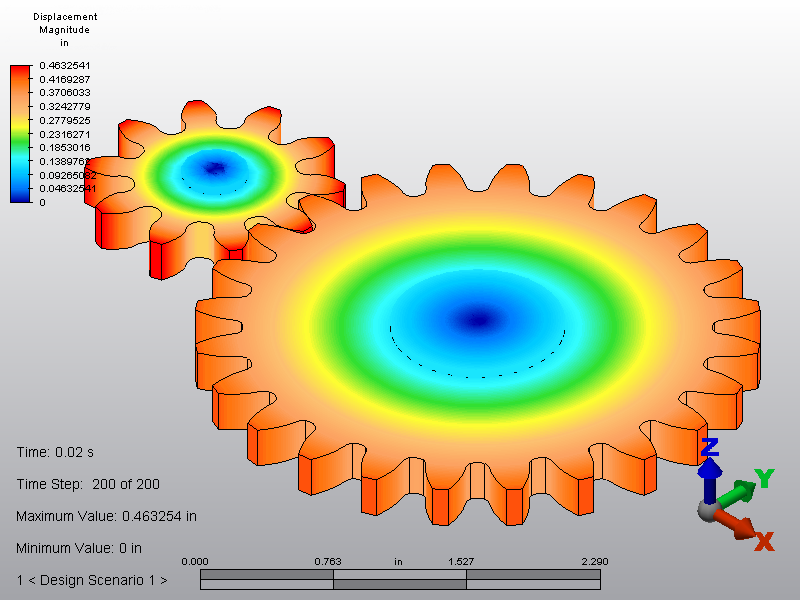 Displacement
Magnitude
in
0.4632541
0.4169287
0.3706033
0.3242779
0.2779525
0.2316271
0.1853016
0.1389762
0.09265082
0.04632541
0
Time: 0.02 s
Time Step: 200 of 200
Maximum Value: 0.463254 in
Minimum Value: 0 in
1 < Design Scenario 1 >
0.000 0.763 in 1.527 2.290
Z
Y
X